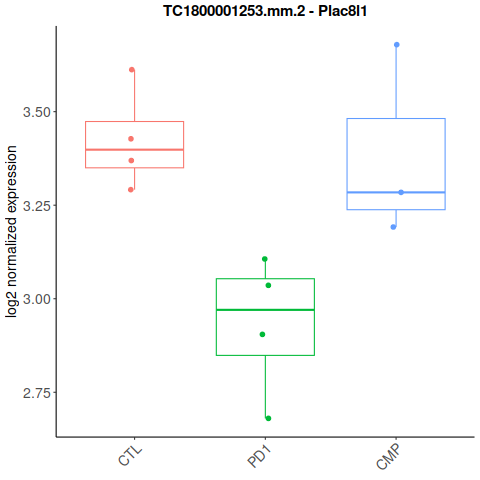 TC1800001253.mm.2 - Plac8l1
log2 normalized expression
3.50
3.25
3.00
2.75
CTL
PD1
CMP